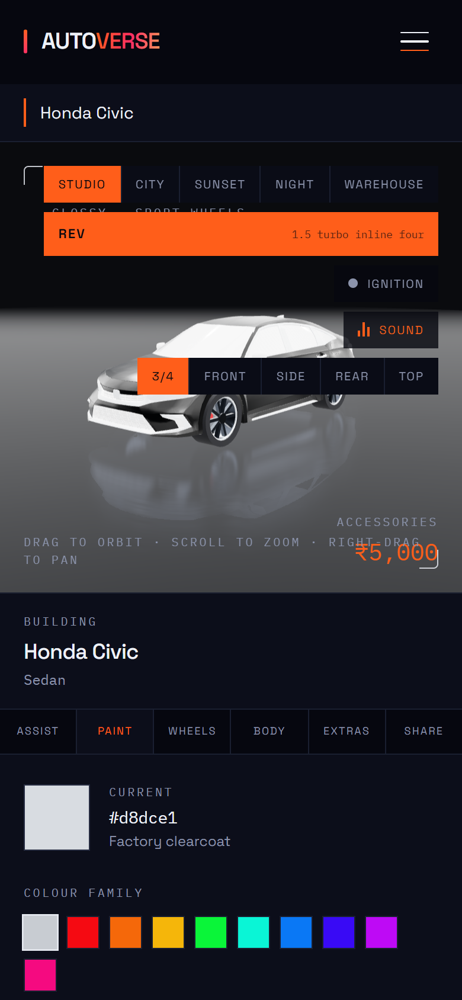 AUTOVERSE
Honda Civic
STUDIO CITY SUNSET NIGHT WAREHOUSE
GLOSSY SPORT WHEELS
REV 1.5 turbo inline four
IGNITION
SOUND
3/4 FRONT SIDE REAR TOP
ACCESSORIES
DRAG TO ORBIT · SCROLL TO ZOOM · RIGHT-DRAG
TO PAN
₹5,000
BUILDING
Honda Civic
Sedan
ASSIST PAINT WHEELS BODY EXTRAS SHARE
CURRENT
#d8dce1
Factory clearcoat
COLOUR FAMILY